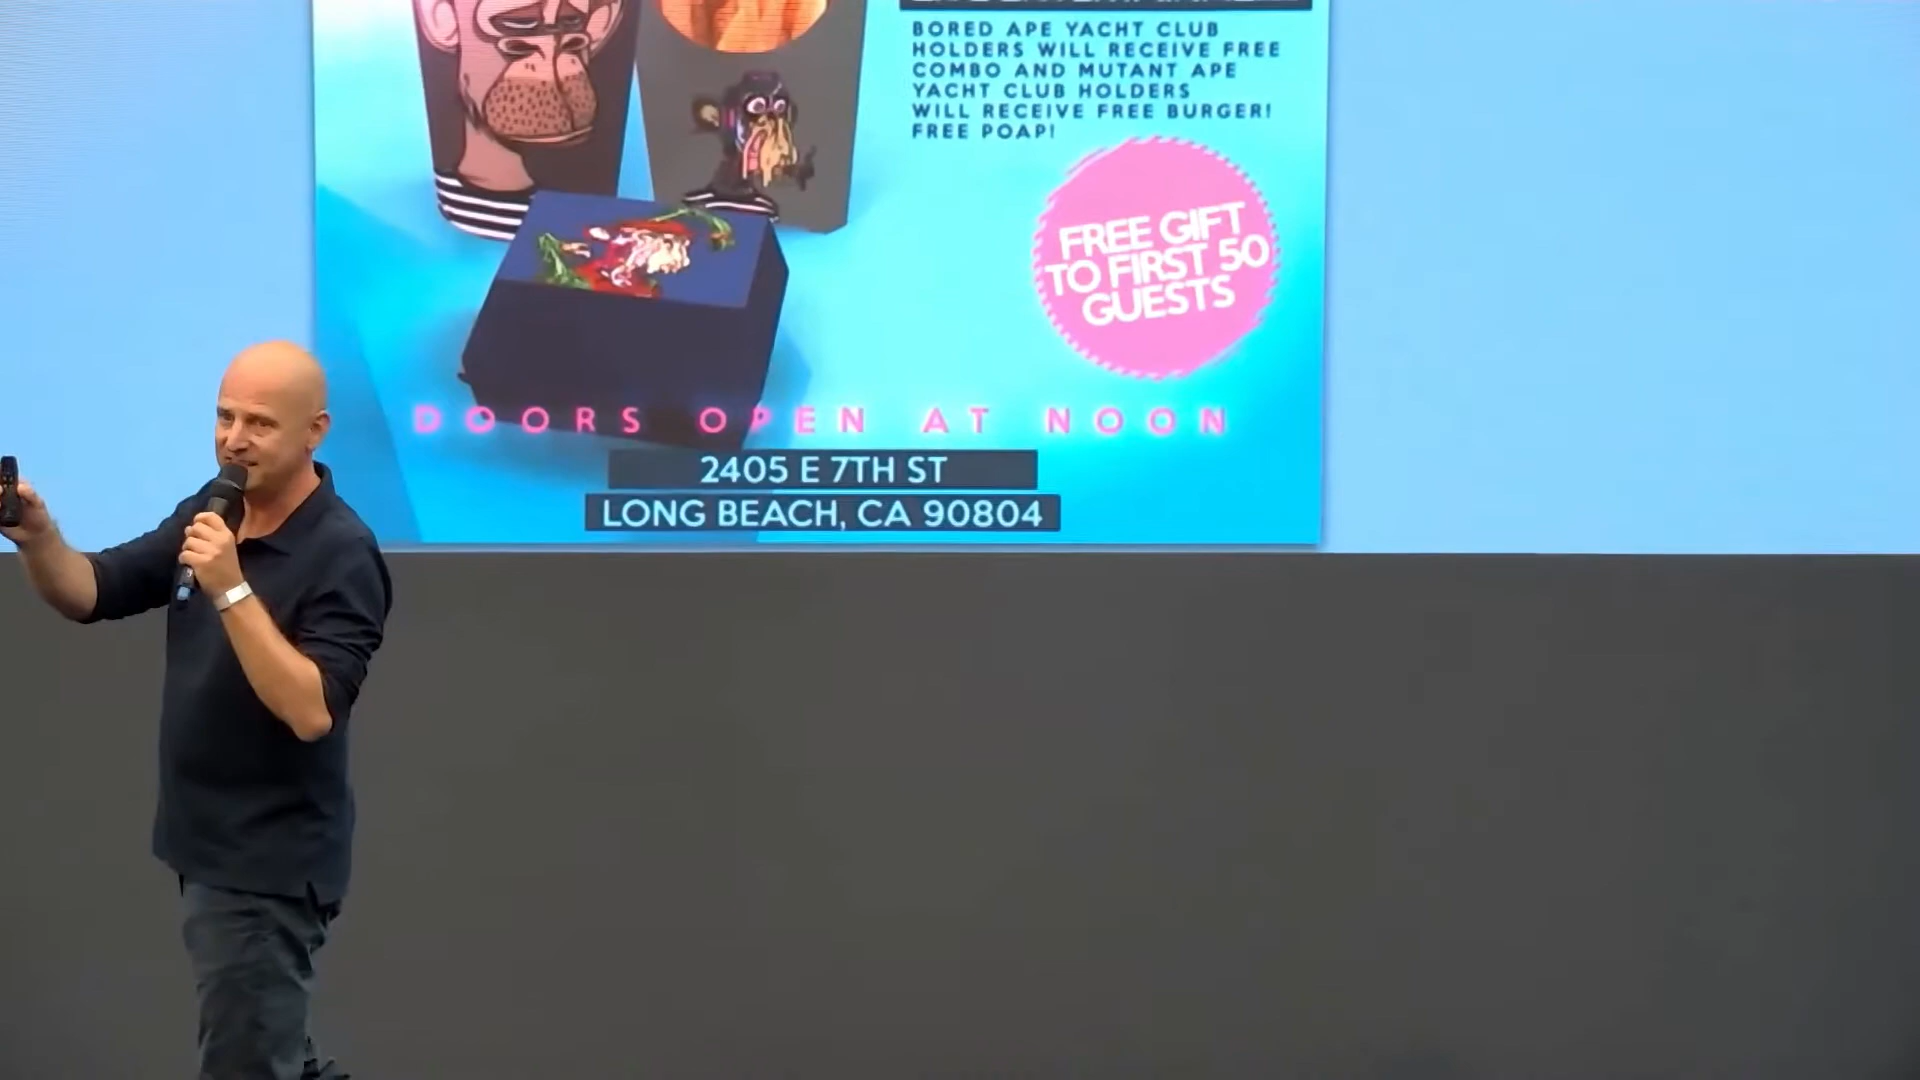 BORED APE YACHT CLUB
HOLDERS WILL RECEIVE FREE
COMBO AND MUTANT APE
YACHT CLUB HOLDERS
WILL RECEIVE FREE BURGER!
FREE POAP!
FREE GIFT
TO FIRST 50
GUESTS
DOORS OPEN AT NOON
2405 E 7TH ST
LONG BEACH, CA 90804